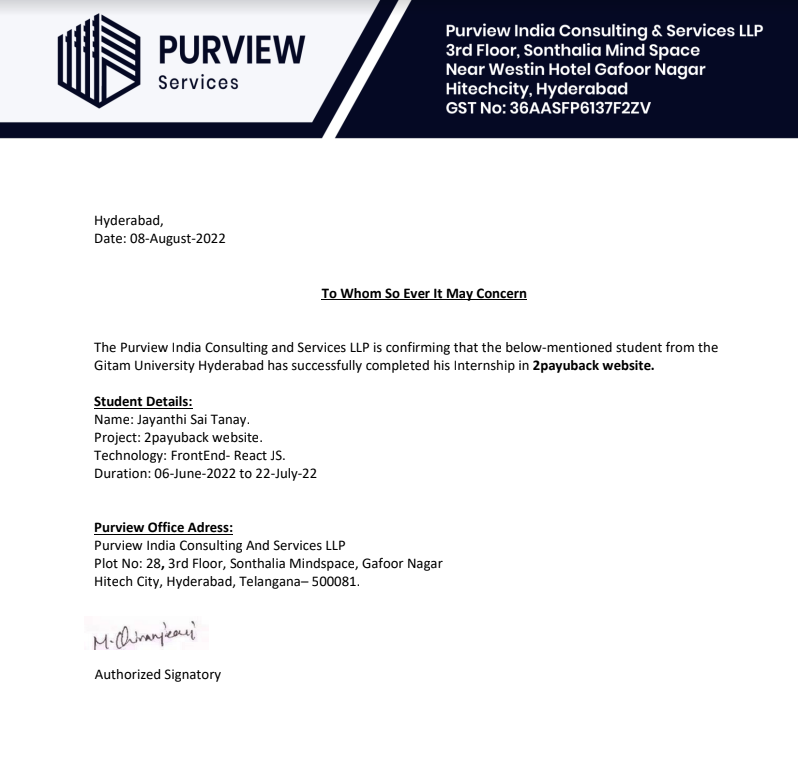 PURVIEW
Services
Purview India Consulting & Services LLP
3rd Floor, Sonthalia Mind Space
Near Westin Hotel Gafoor Nagar
Hitechcity, Hyderabad
GST No: 36AASFP6137F2ZV
Hyderabad,
Date: 08-August-2022
To Whom So Ever It May Concern
The Purview India Consulting and Services LLP is confirming that the below-mentioned student from the
Gitam University Hyderabad has successfully completed his Internship in 2payuback website.
Student Details:
Name: Jayanthi Sai Tanay.
Project: 2payuback website.
Technology: FrontEnd- React JS.
Duration: 06-June-2022 to 22-July-22
Purview Office Adress:
Purview India Consulting And Services LLP
Plot No: 28, 3rd Floor, Sonthalia Mindspace, Gafoor Nagar
Hitech City, Hyderabad, Telangana– 500081.
M. Chiranjeevi
Authorized Signatory